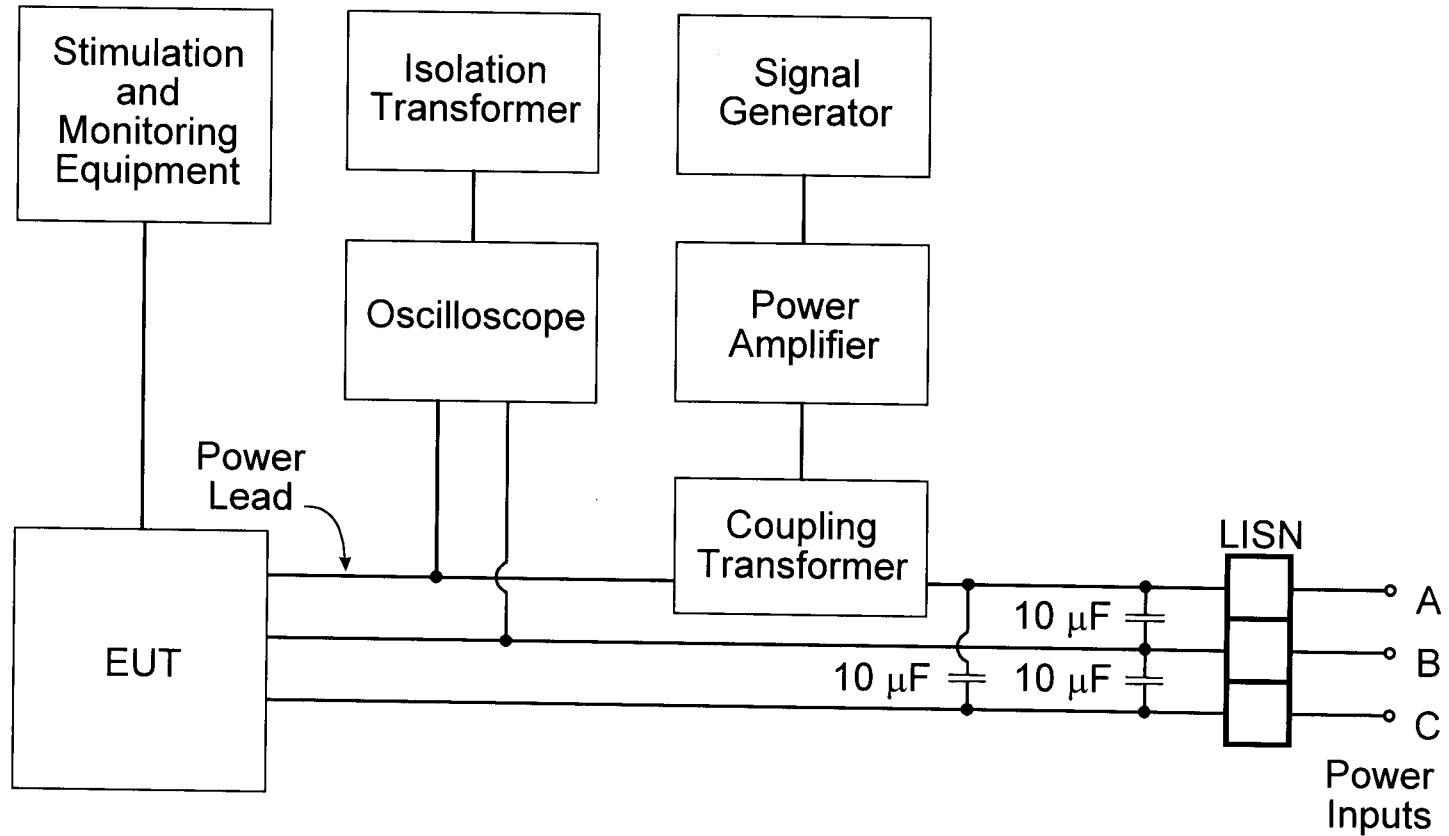 Stimulation
and
Monitoring
Equipment
Isolation
Transformer
Signal
Generator
Oscilloscope
Power
Amplifier
Power
Lead
Coupling
Transformer
LISN
EUT
10 μF
10 μF
10 μF
A
B
C
Power
Inputs